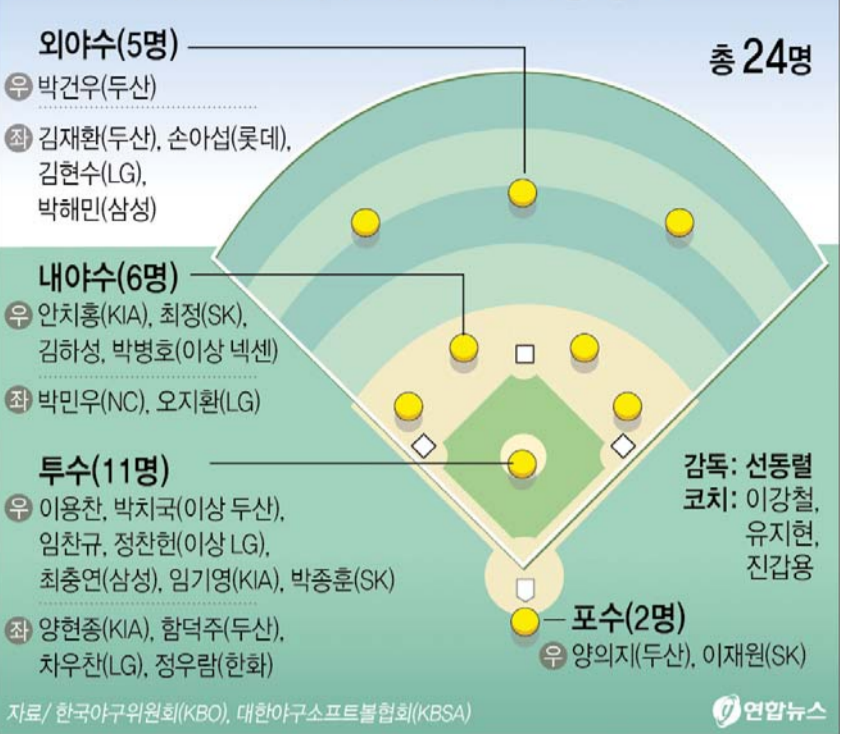 외야수(5명)
총 24명
우 박건우(두산)
좌 김재환(두산), 손아섭(롯데),
김현수(LG),
박해민(삼성)
내야수(6명)
우 안치홍(KIA), 최정(SK),
김하성, 박병호(이상 넥센)
좌 박민우(NC), 오지환(LG)
투수(11명)
우 이용찬, 박치국(이상 두산),
임찬규, 정찬헌(이상 LG),
최충연(삼성), 임기영(KIA), 박종훈(SK)
좌 양현종(KIA), 함덕주(두산),
차우찬(LG), 정우람(한화)
감독: 선동렬
코치: 이강철,
유지현,
진갑용
포수(2명)
우 양의지(두산), 이재원(SK)
자료/ 한국야구위원회(KBO), 대한야구소프트볼협회(KBSA)
연합뉴스